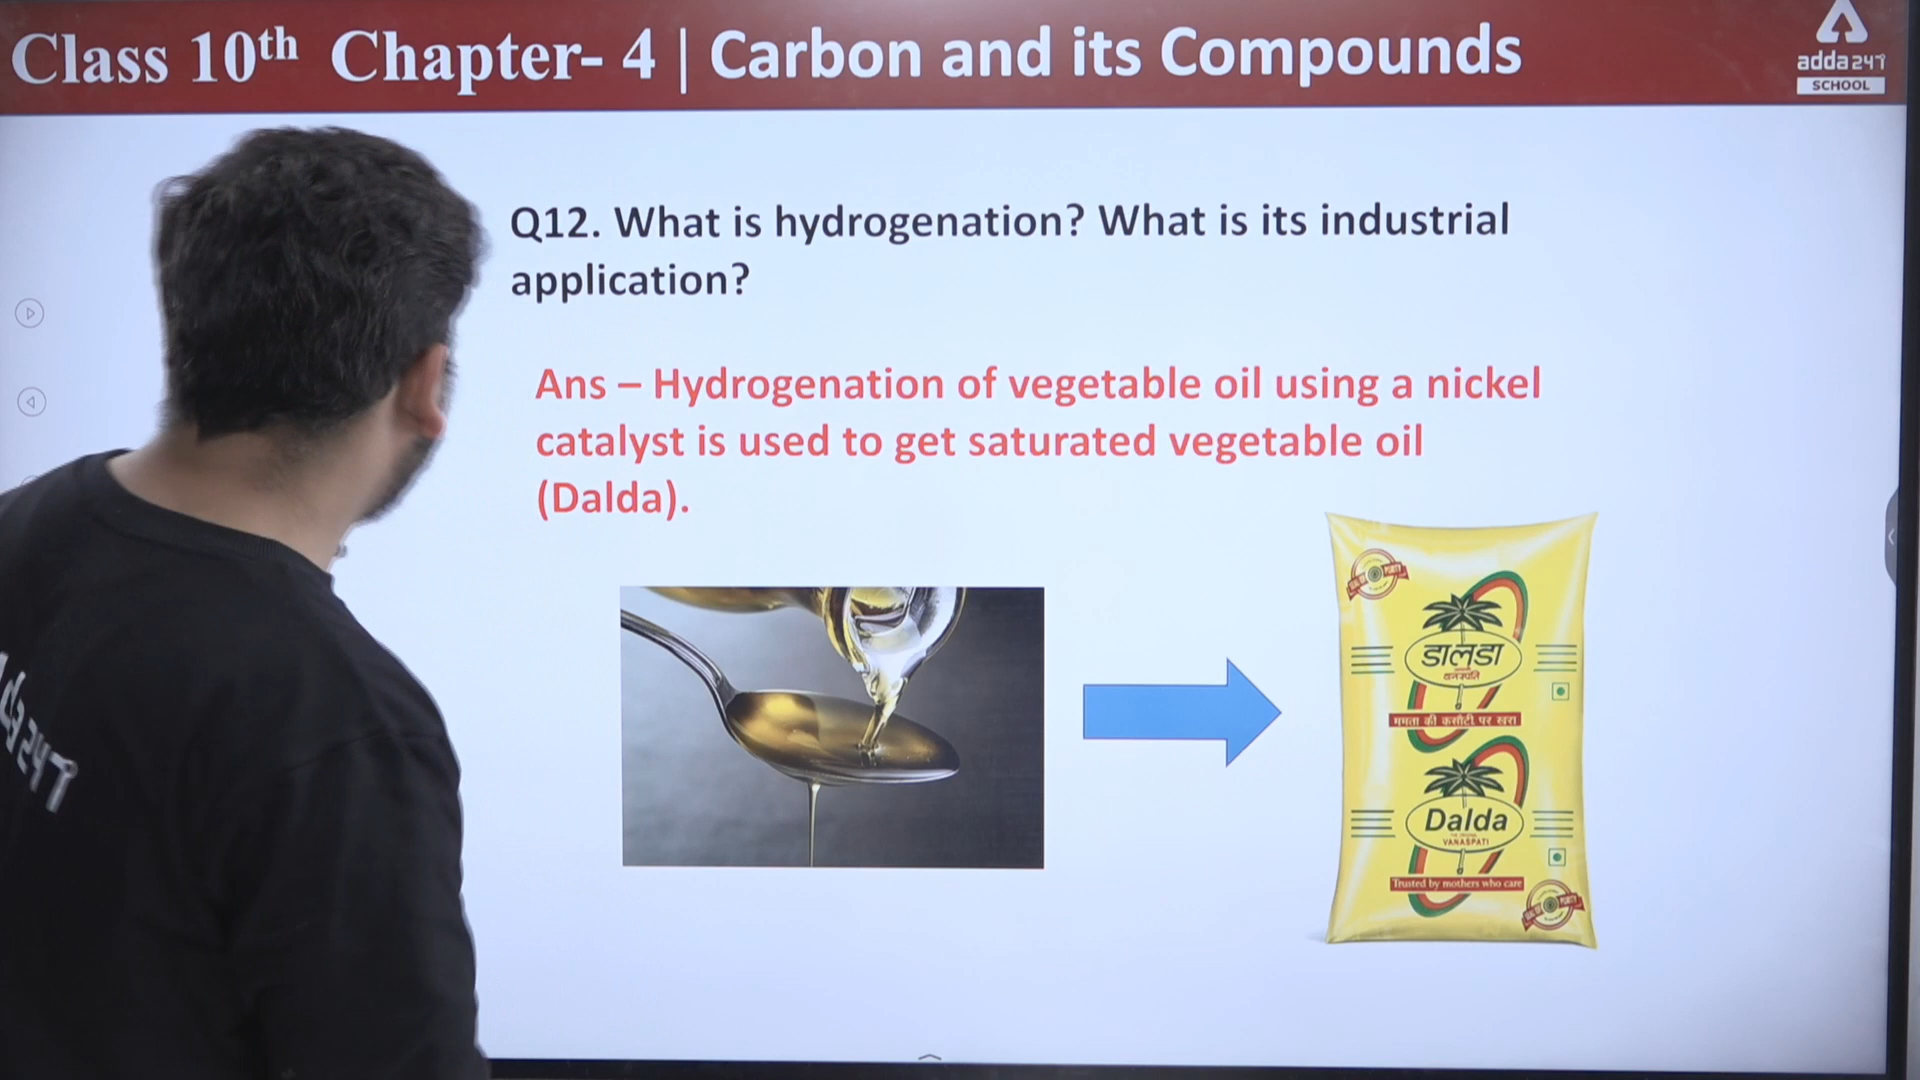 Class 10th Chapter- 4 | Carbon and its Compounds
adda247
SCHOOL
Q12. What is hydrogenation? What is its industrial
application?
Ans – Hydrogenation of vegetable oil using a nickel
catalyst is used to get saturated vegetable oil
(Dalda).
डालडा
वनस्पति
ममता की कसौटी पर खरा
Dalda
VANASPATI
Trusted by mothers who care
da247